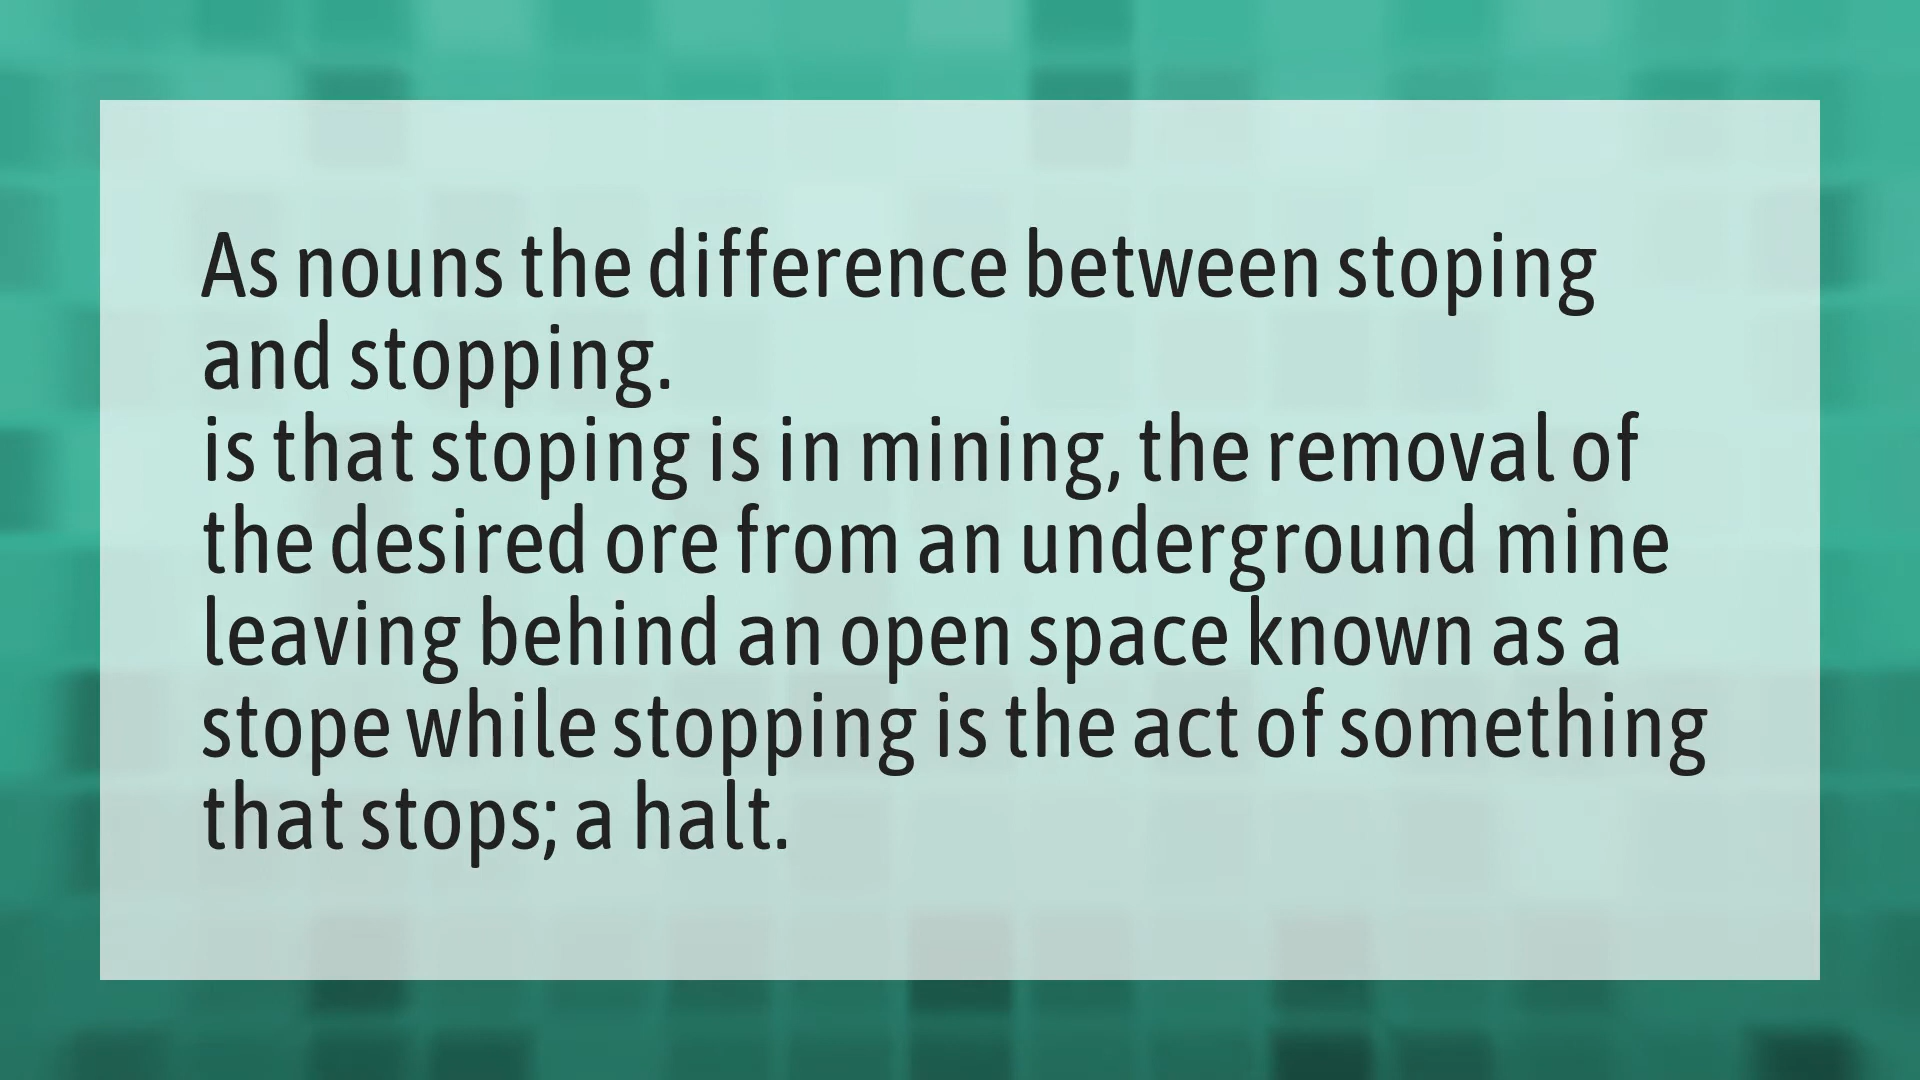 As nouns the difference between stoping
and stopping.
is that stoping is in mining, the removal of
the desired ore from an underground mine
leaving behind an open space known as a
stope while stopping is the act of something
that stops; a halt.